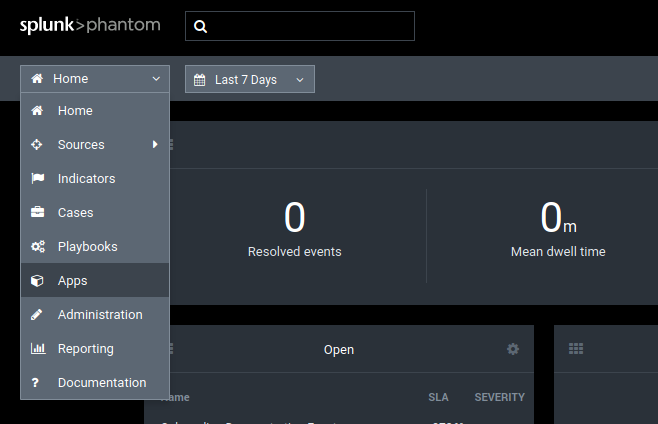 splunk>phantom
Home
Last 7 Days
Home
Sources
Indicators
Cases
Playbooks
Apps
Administration
Reporting
? Documentation
0
Resolved events
0m
Mean dwell time
Open
Name SLA SEVERITY